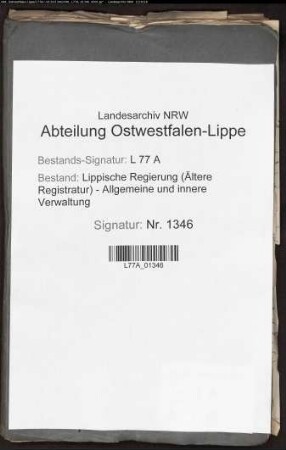 Landesarchiv NRW
Abteilung Ostwestfalen-Lippe
Bestands-Signatur: L 77 A
Bestand: Lippische Regierung (Ältere
Registratur) - Allgemeine und innere
Verwaltung
Signatur: Nr. 1346
L77A_01346